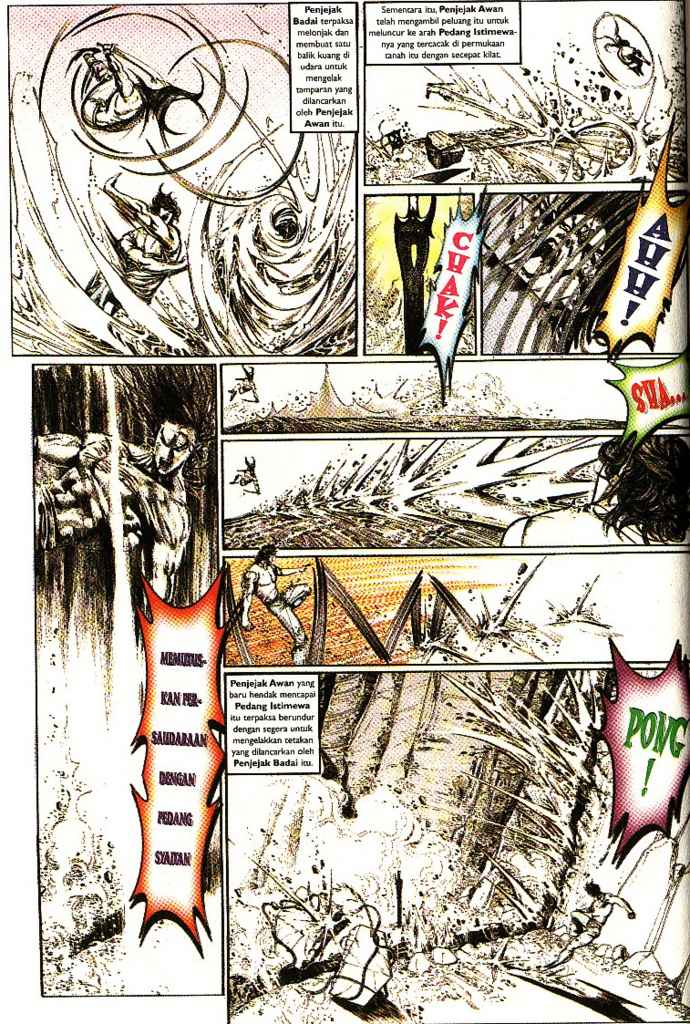 Penjejak
Badai terpaksa
melonjak dan
membuat satu
balik kuang di
udara untuk
mengelak
tamparan yang
dilancarkan
oleh Penjejak
Awan itu.
Sementara itu, Penjejak Awan
telah mengambil peluang itu untuk
meluncur ke arah Pedang Istimewa-
nya yang tercacak di permukaan
tanah itu dengan secepat kilat.
CHAK!
AHH!
SHA...
MEMUTUS-
KAN PER-
SAUDARAAN
DENGAN
PEDANG
SYAITAN
Penjejak Awan yang
baru hendak mencapai
Pedang Istimewa
itu terpaksa berundur
dengan segera untuk
mengelakkan tetakan
yang dilancarkan oleh
Penjejak Badai itu.
PONG
!